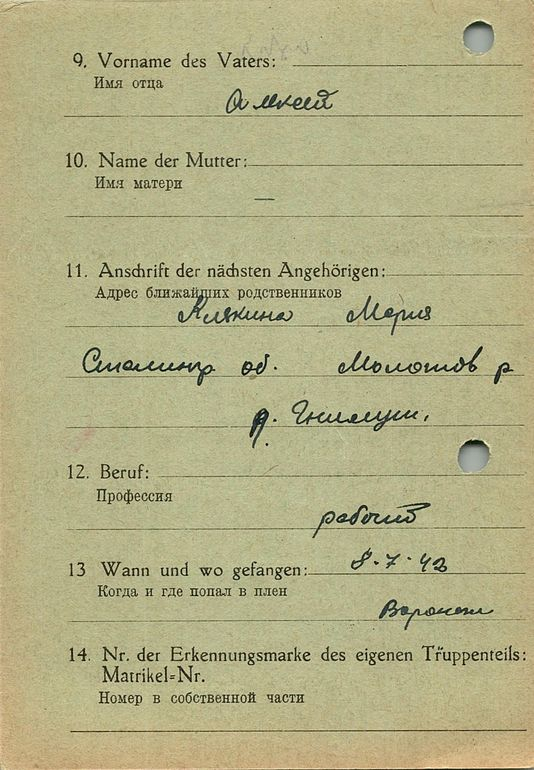 9. Vorname des Vaters:
Имя отца
Алексей
10. Name der Mutter:
Имя матери
—
11. Anschrift der nächsten Angehörigen:
Адрес ближайших родственников
Клякина Мария
Сталингр об. Молотов р
д.
12. Beruf:
Профессия
рабочий
13 Wann und wo gefangen: 8.7.42
Когда и где попал в плен
Воронеж
14. Nr. der Erkennungsmarke des eigenen Truppenteils:
Matrikel=Nr.
Номер в собственной части